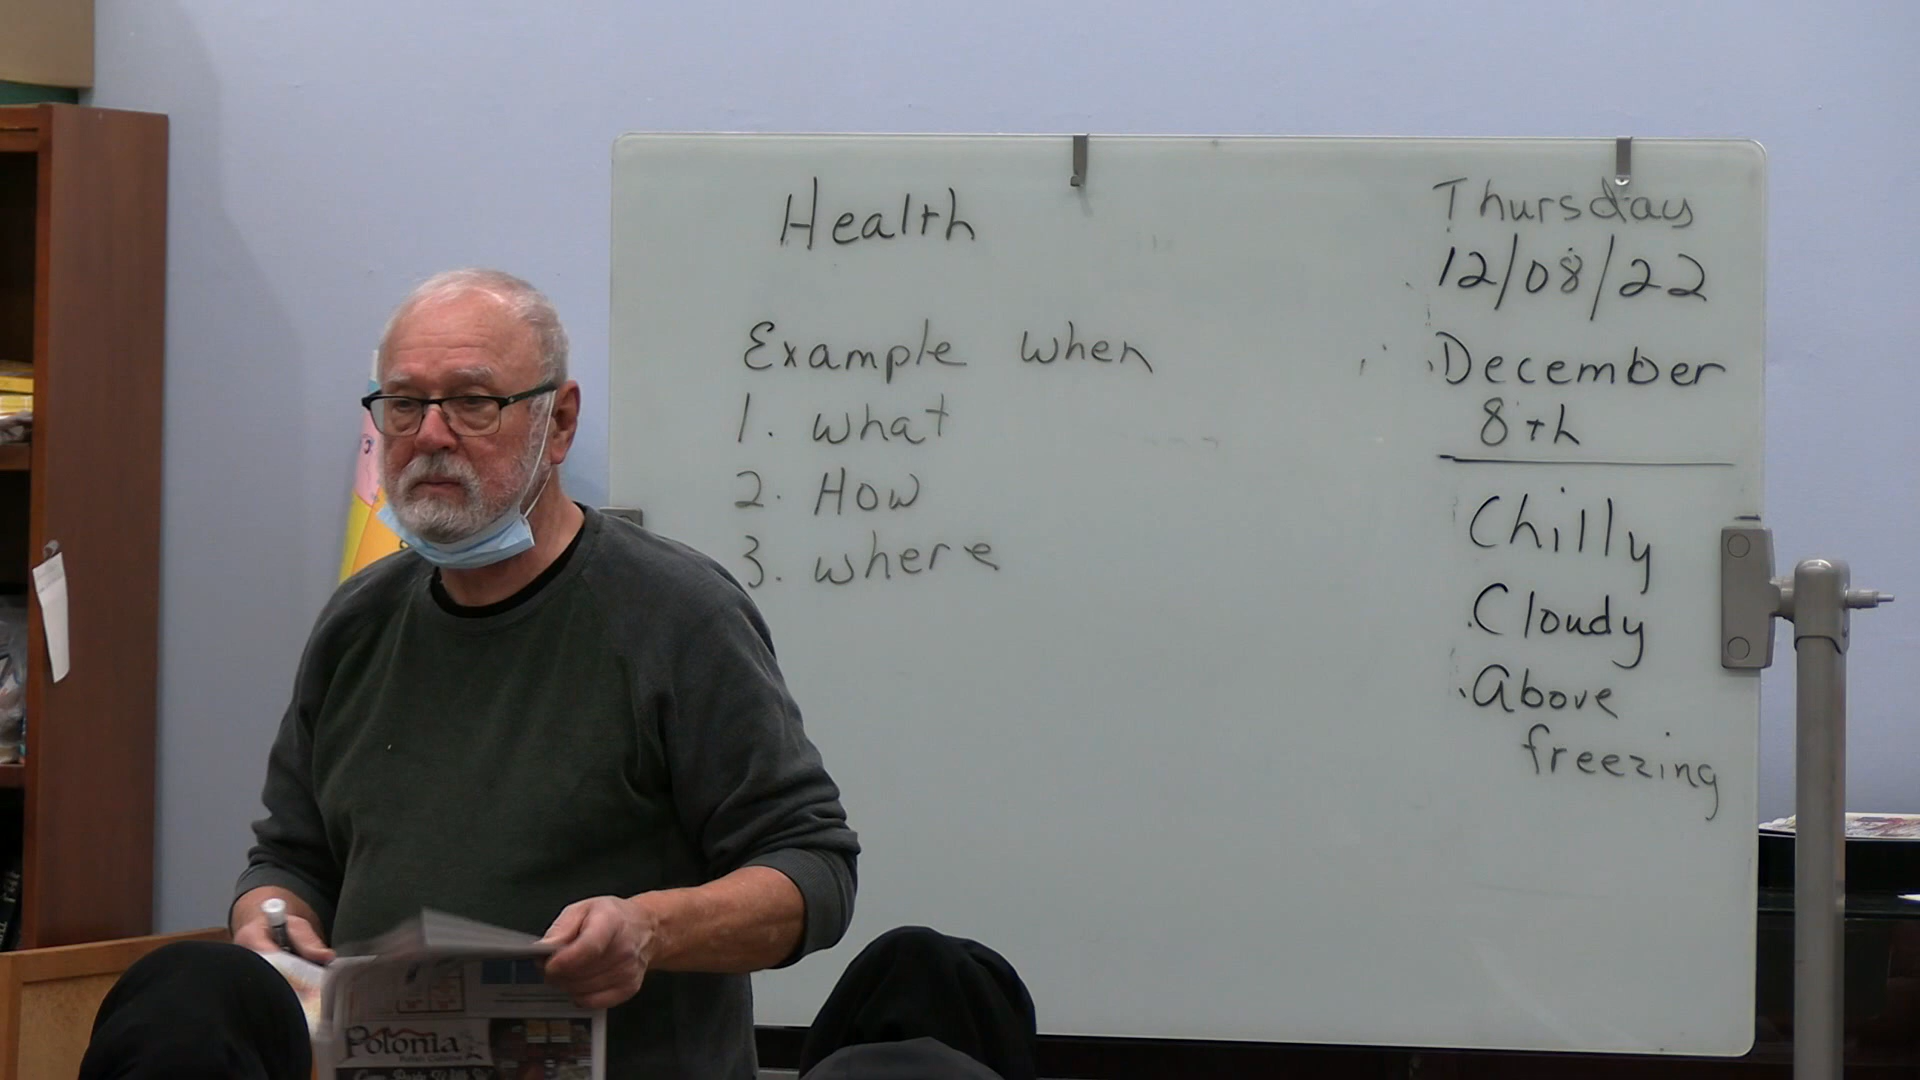 Health
Example when
1. what
2. How
3. where
Thursday
12/08/22
December
8th
Chilly
Cloudy
Above
freezing
Polonia